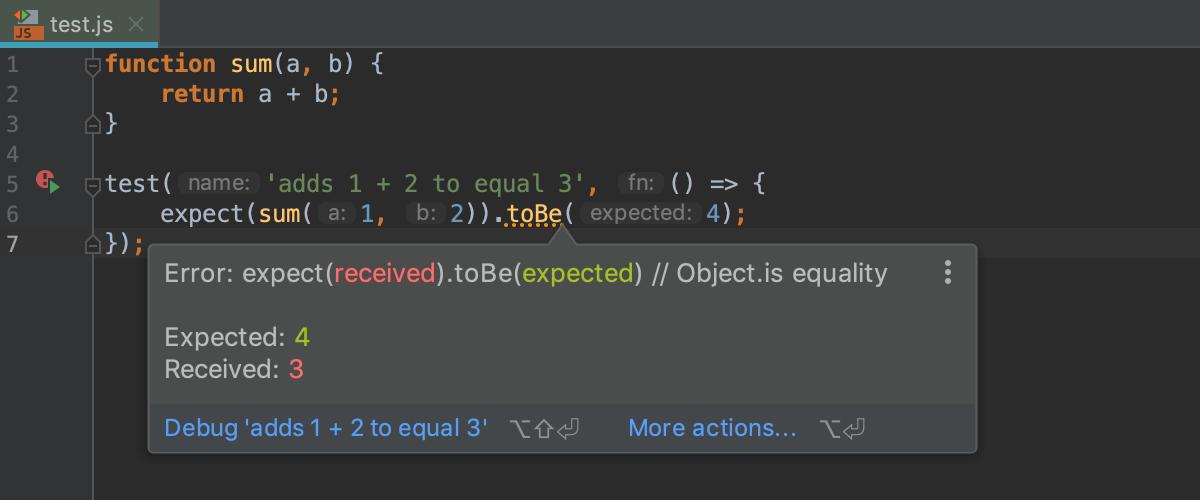 JS test.js
1 function sum(a, b) {
2 return a + b;
3 }
4
5 test( name: 'adds 1 + 2 to equal 3', fn: () => {
6 expect(sum( a: 1, b: 2)).toBe( expected: 4);
7 });
Error: expect(received).toBe(expected) // Object.is equality
Expected: 4
Received: 3
Debug 'adds 1 + 2 to equal 3' ⌥⇧⏎ More actions... ⌥⏎